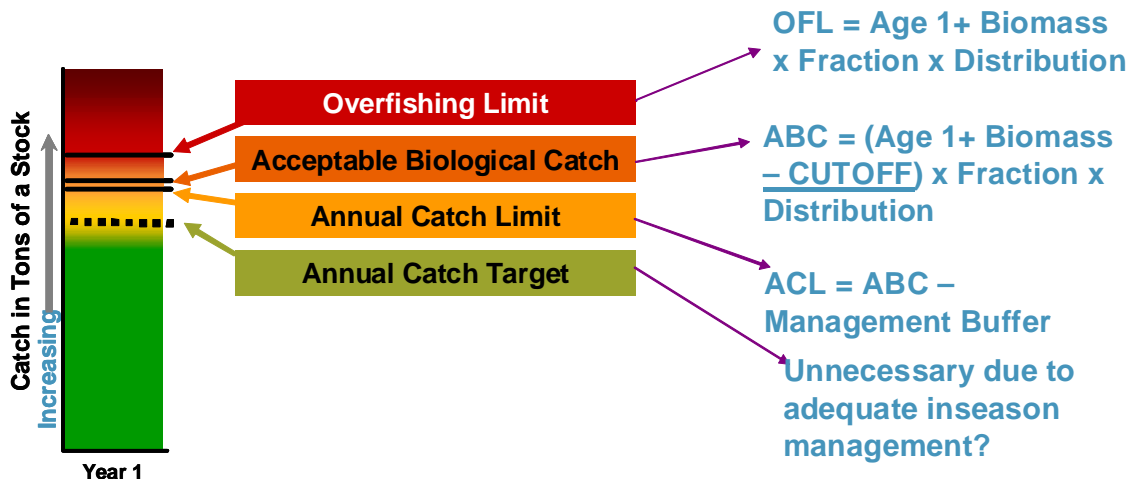 OFL = Age 1+ Biomass
x Fraction x Distribution
Overfishing Limit
Acceptable Biological Catch
ABC = (Age 1+ Biomass
– CUTOFF) x Fraction x
Distribution
Annual Catch Limit
Annual Catch Target
ACL = ABC –
Management Buffer
Unnecessary due to
adequate inseason
management?
Catch in Tons of a Stock
Increasing
Year 1